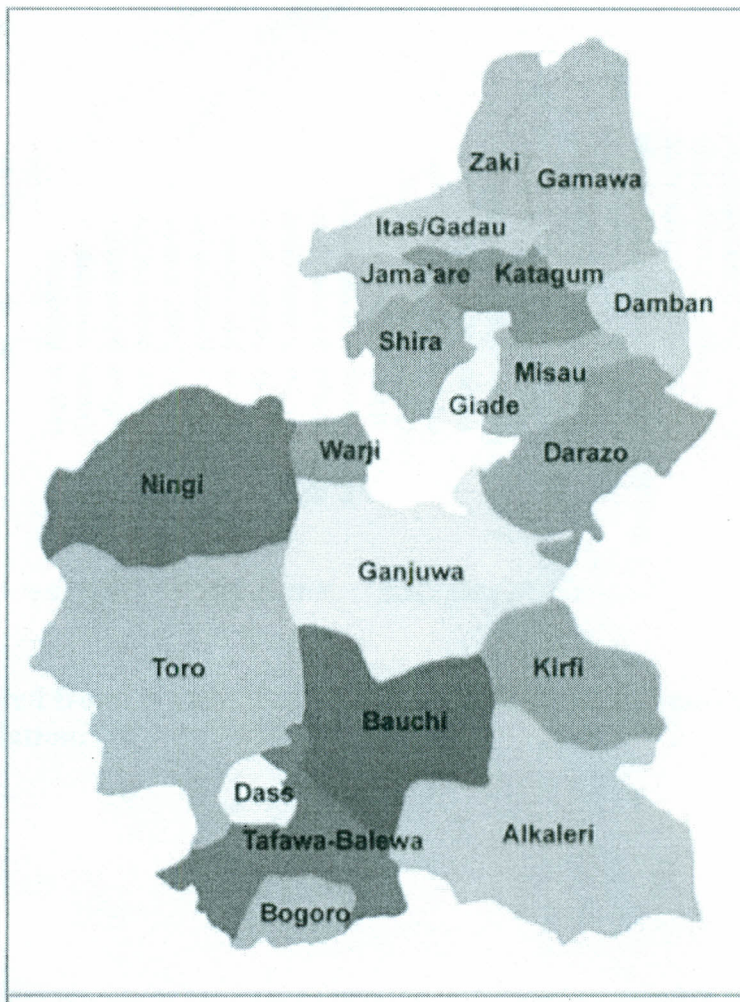 Zaki
Gamawa
Itas/Gadau
Jama'are
Katagum
Damban
Shira
Misau
Giade
Warji
Darazo
Ningi
Ganjuwa
Toro
Kirfi
Bauchi
Dass
Tafawa-Balewa
Alkaleri
Bogoro